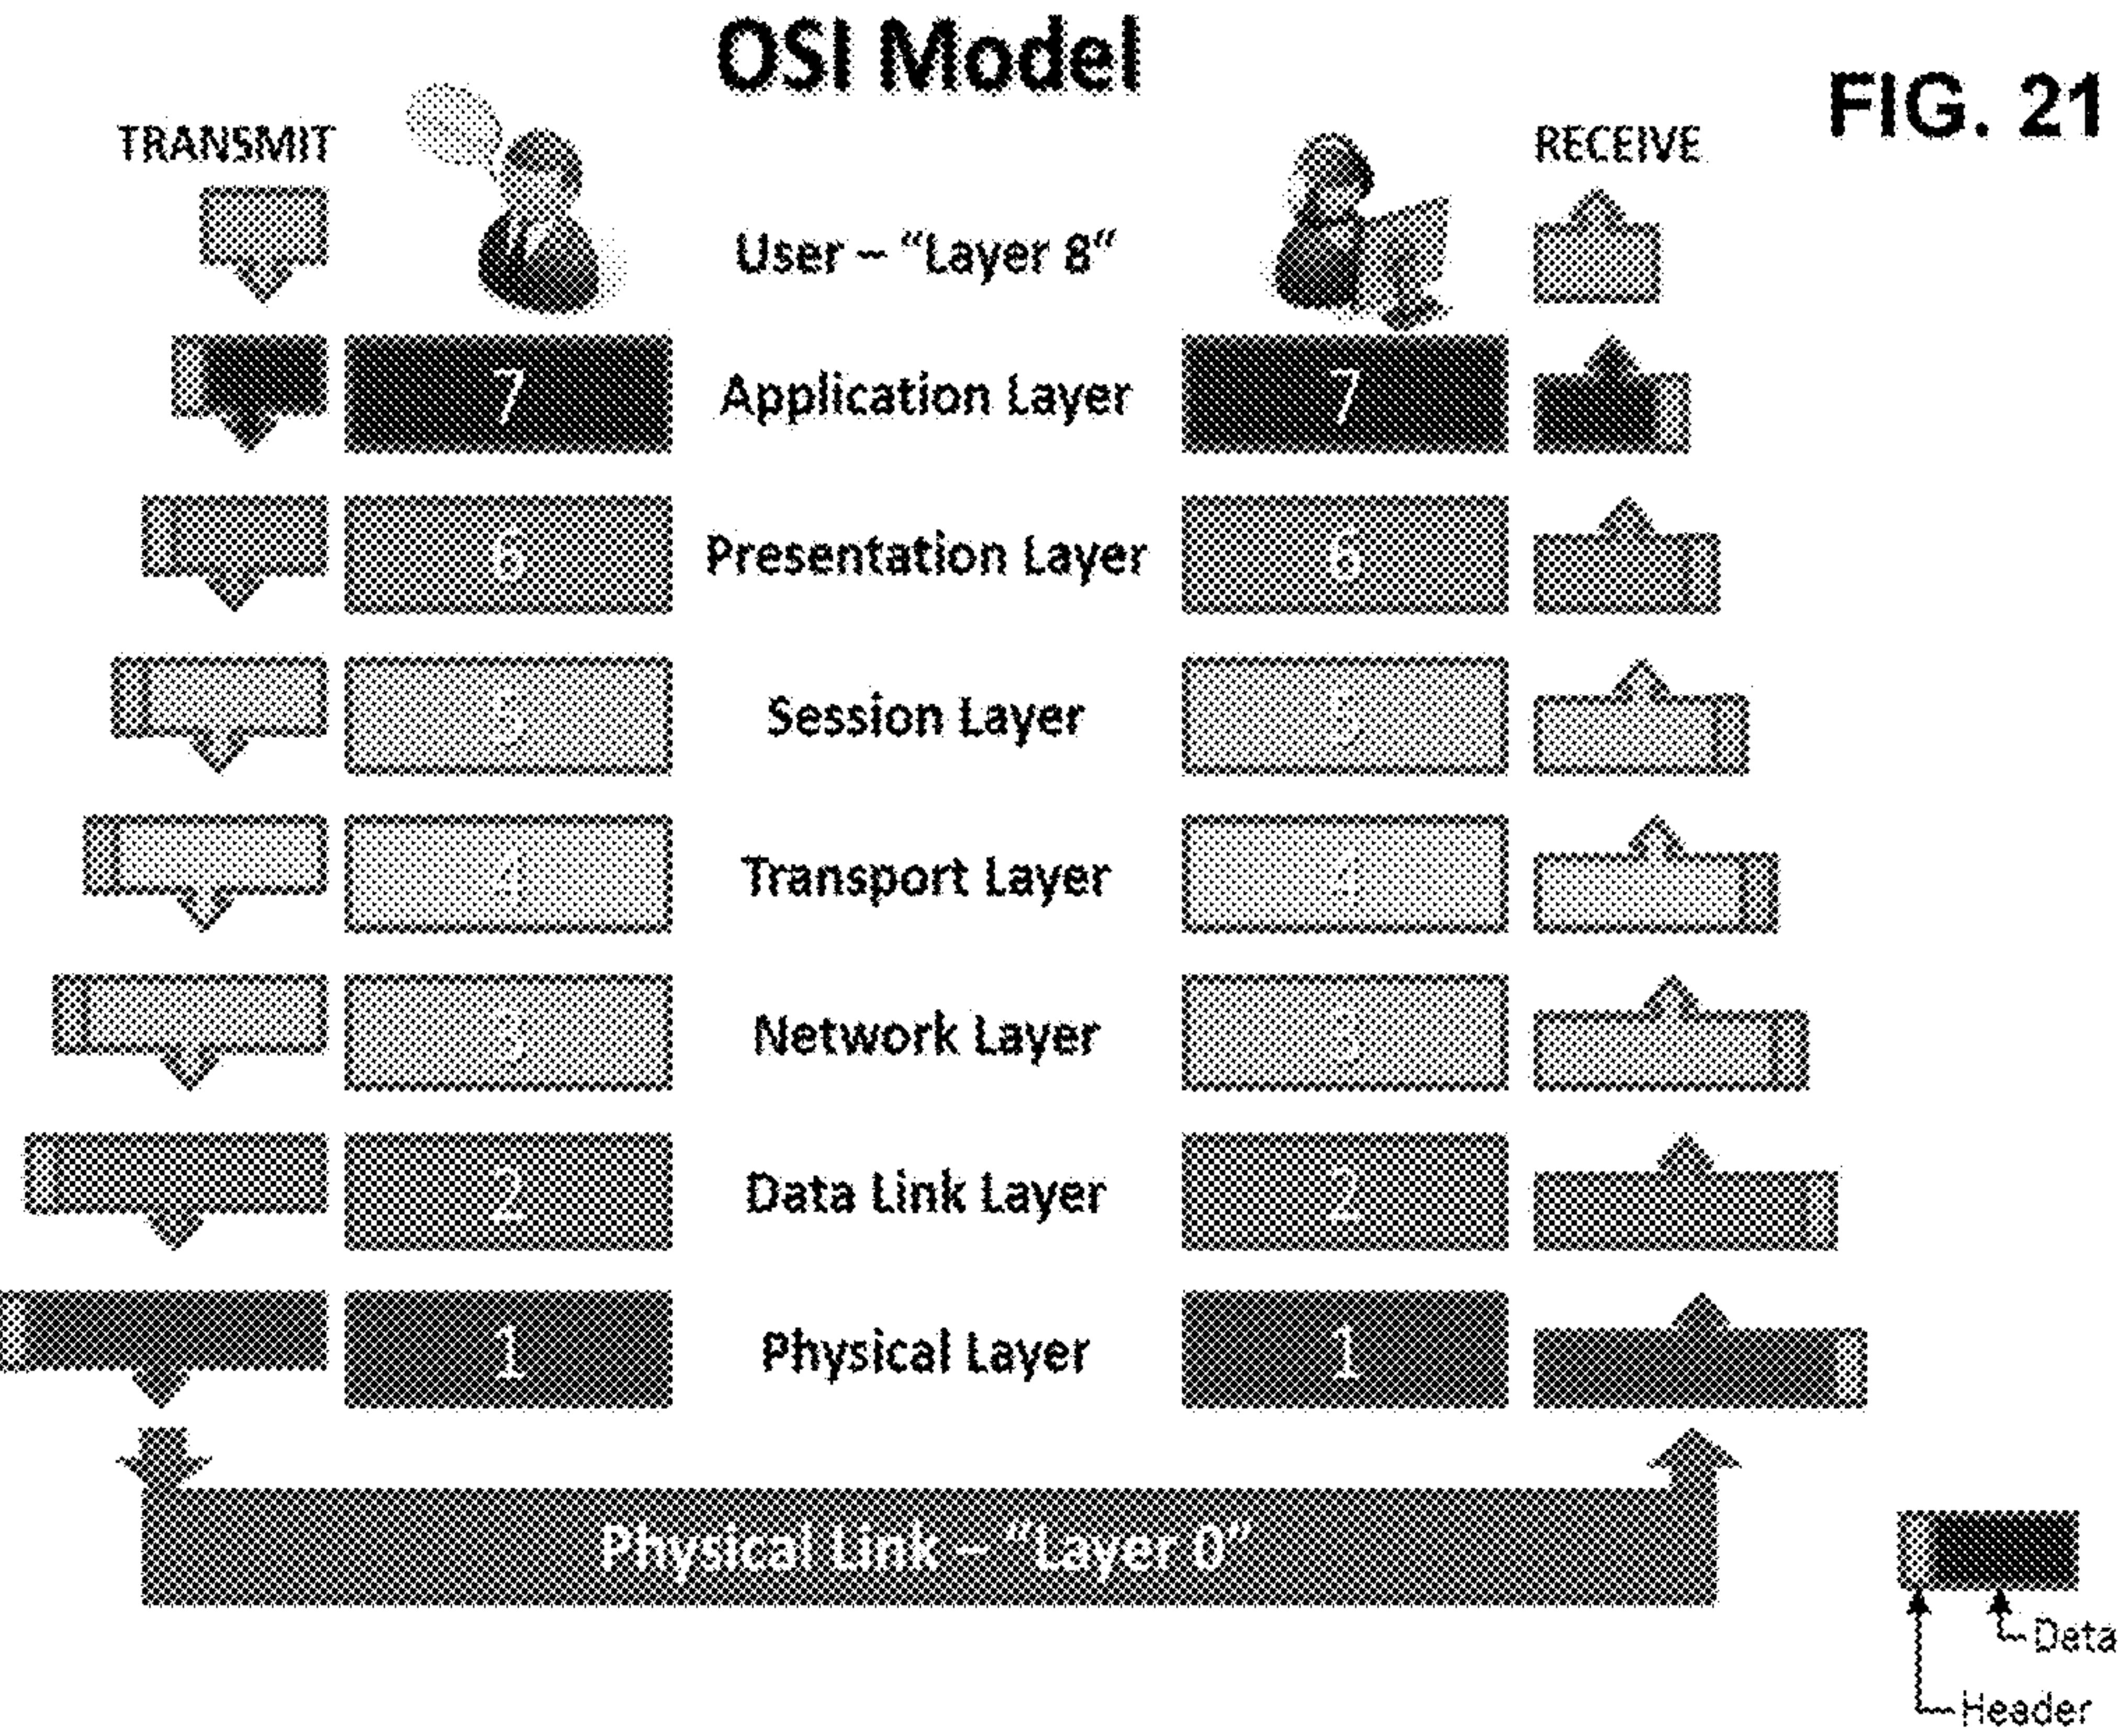 OSI Model
FIG. 21
TRANSMIT
RECEIVE
User – “Layer 8“
7 Application Layer 7
6 Presentation Layer 6
5 Session Layer 5
4 Transport Layer 4
3 Network Layer 3
2 Data Link Layer 2
1 Physical Layer 1
Physical Link – “Layer 0”
Data
Header